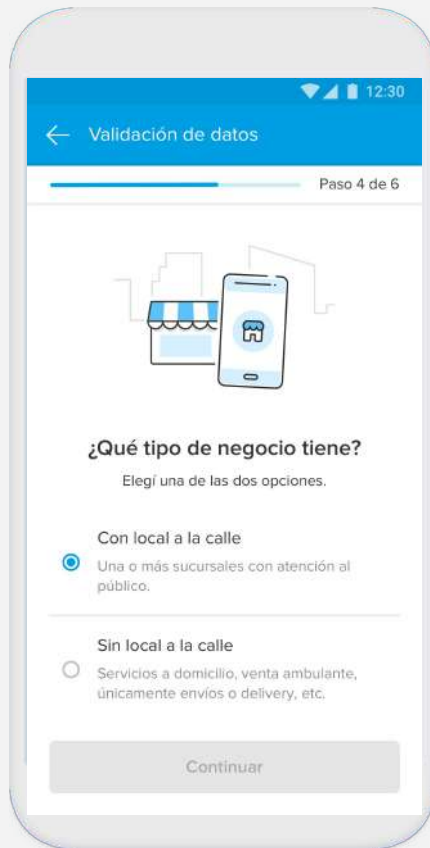 12:30
Validación de datos
Paso 4 de 6
¿Qué tipo de negocio tiene?
Elegí una de las dos opciones.
Con local a la calle
Una o más sucursales con atención al
público.
Sin local a la calle
Servicios a domicilio, venta ambulante,
únicamente envíos o delivery, etc.
Continuar